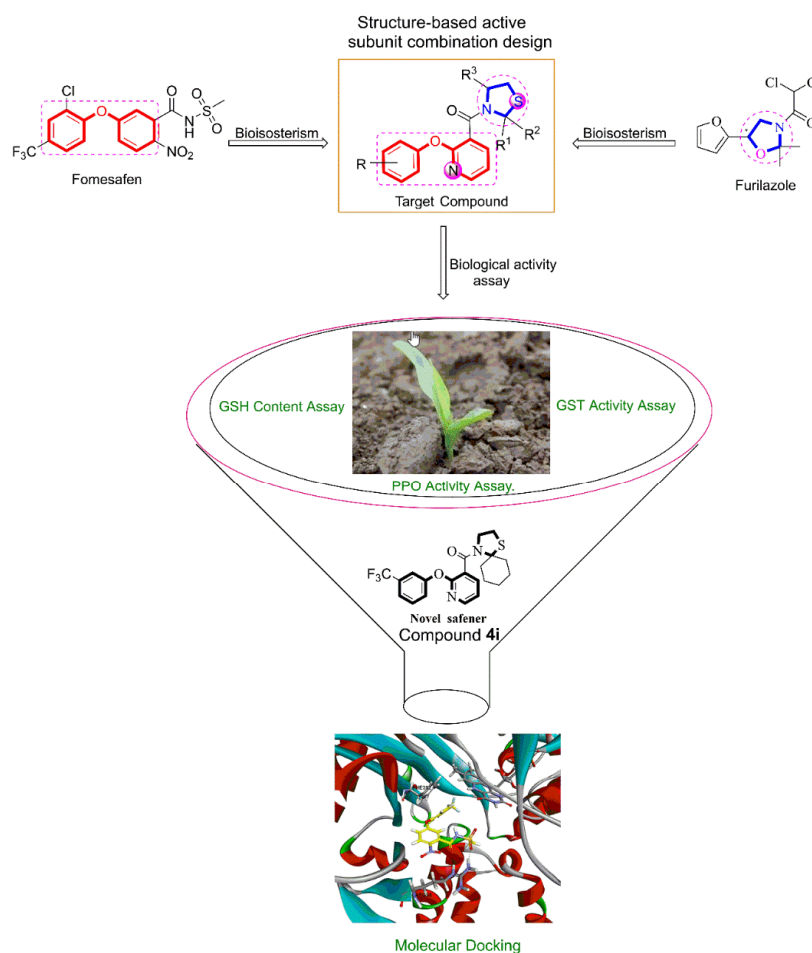 Structure-based active
subunit combination design
Cl
O
O
O
S
N
H
O
F₃C
NO₂
Fomesafen
Bioisosterism
R³
N
S
O
R¹
R²
O
N
R
Target Compound
Bioisosterism
Cl
O
N
O
O
Furilazole
Biological activity
assay
GSH Content Assay
GST Activity Assay
PPO Activity Assay.
O
N
S
F₃C
O
N
Novel safener
Compound 4i
Molecular Docking